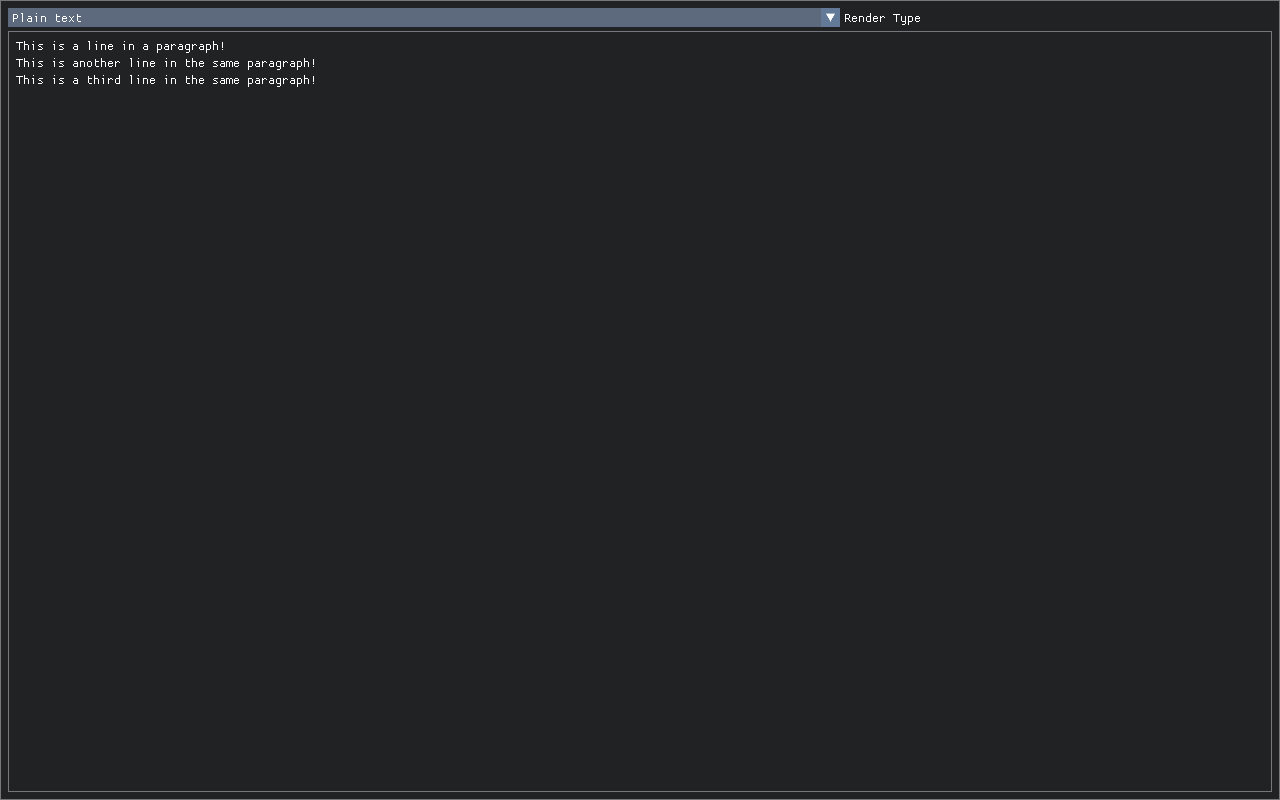 Plain text
Render Type
This is a line in a paragraph!
This is another line in the same paragraph!
This is a third line in the same paragraph!